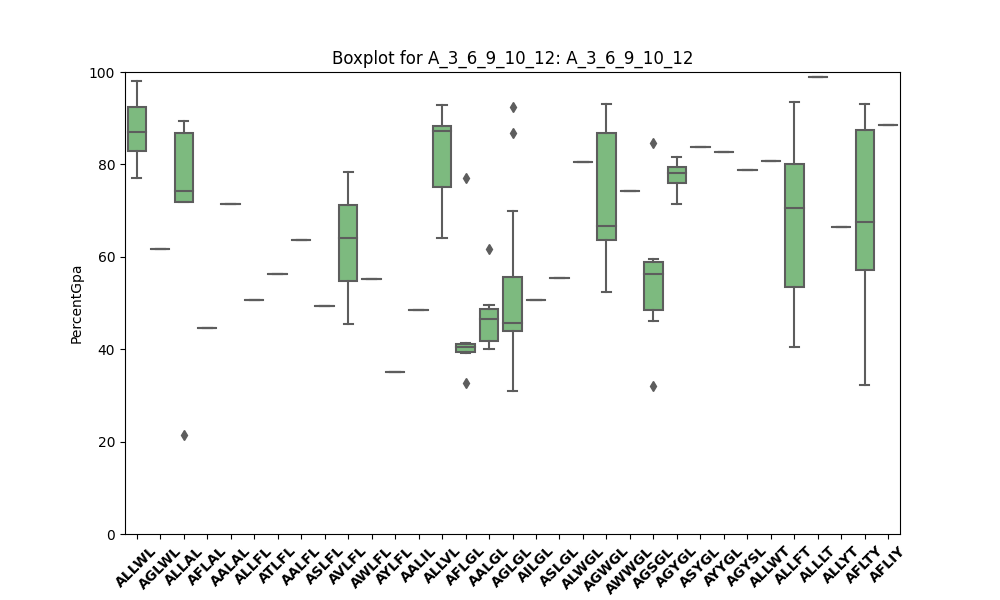 Boxplot for A_3_6_9_10_12: A_3_6_9_10_12
PercentGpa
100
80
60
40
20
0
ALLWL
AGLWL
ALLAL
AFLAL
AALAL
ALLFL
ATLFL
AALFL
ASLFL
AVLFL
AWLFL
AYLFL
AALIL
ALLVL
AFLGL
AALGL
AGLGL
AILGL
ASLGL
ALWGL
AGWGL
AWWGL
AGSGL
AGYGL
ASYGL
AYYGL
AGYSL
ALLWT
ALLFT
ALLLT
ALLYT
AFLTY
AFLIY